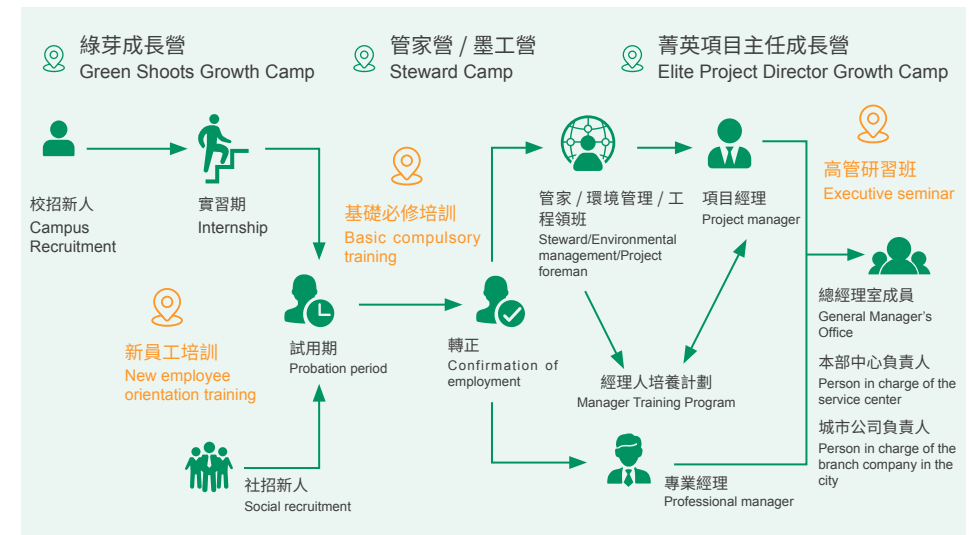 綠芽成長營
Green Shoots Growth Camp
管家營 / 墨工營
Steward Camp
菁英項目主任成長營
Elite Project Director Growth Camp
校招新人
Campus
Recruitment
實習期
Internship
基礎必修培訓
Basic compulsory
training
管家 / 環境管理 / 工
程領班
Steward/Environmental
management/Project
foreman
項目經理
Project manager
高管研習班
Executive seminar
新員工培訓
New employee
orientation training
試用期
Probation period
轉正
Confirmation of
employment
經理人培養計劃
Manager Training Program
總經理室成員
General Manager's
Office
本部中心負責人
Person in charge of the
service center
城市公司負責人
Person in charge of the
branch company in the
city
社招新人
Social recruitment
專業經理
Professional manager